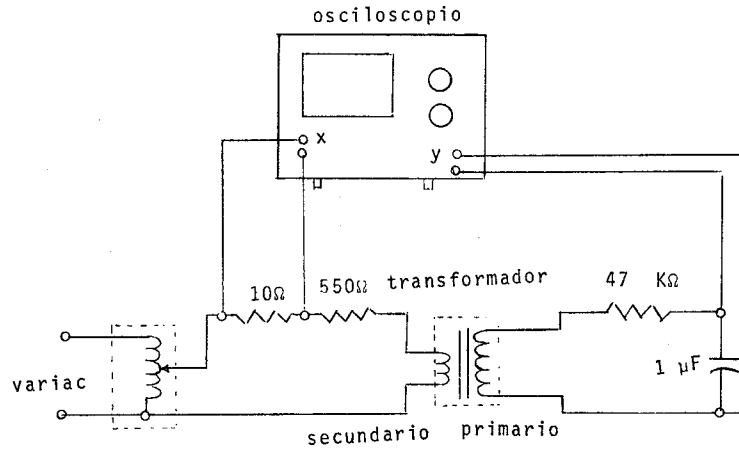 osciloscopio
x
y
10Ω
550Ω
transformador
47 KΩ
variac
1 µF
secundario
primario